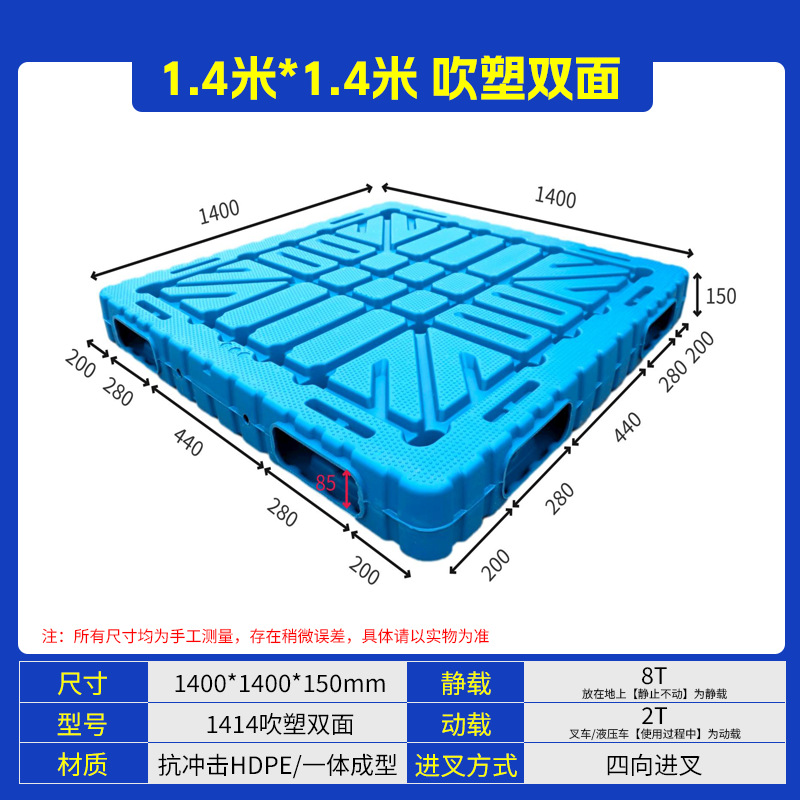 1.4米*1.4米 吹塑双面
1400
1400
150
200
280
440
280
200
85
200
280
440
280
200
注：所有尺寸均为手工测量，存在稍微误差，具体请以实物为准
尺寸
1400*1400*150mm
静载
8T
放在地上【静止不动】为静载
型号
1414吹塑双面
动载
2T
叉车/液压车【使用过程中】为动载
材质
抗冲击HDPE/一体成型
进叉方式
四向进叉